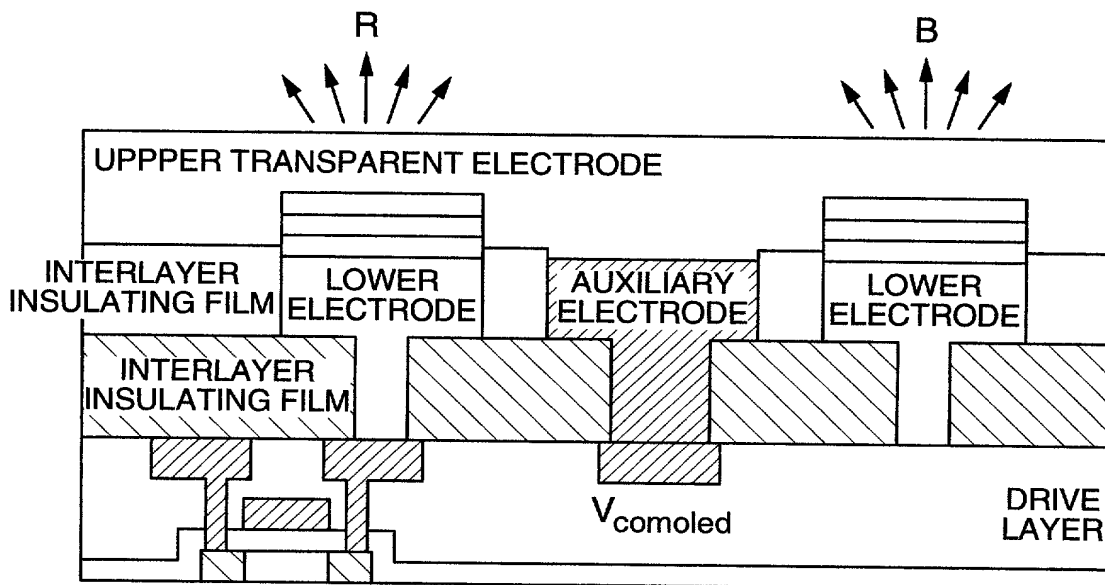 R
B
UPPPER TRANSPARENT ELECTRODE
INTERLAYER
INSULATING FILM
LOWER
ELECTRODE
AUXILIARY
ELECTRODE
LOWER
ELECTRODE
INTERLAYER
INSULATING FILM
Vcomoled
DRIVE
LAYER